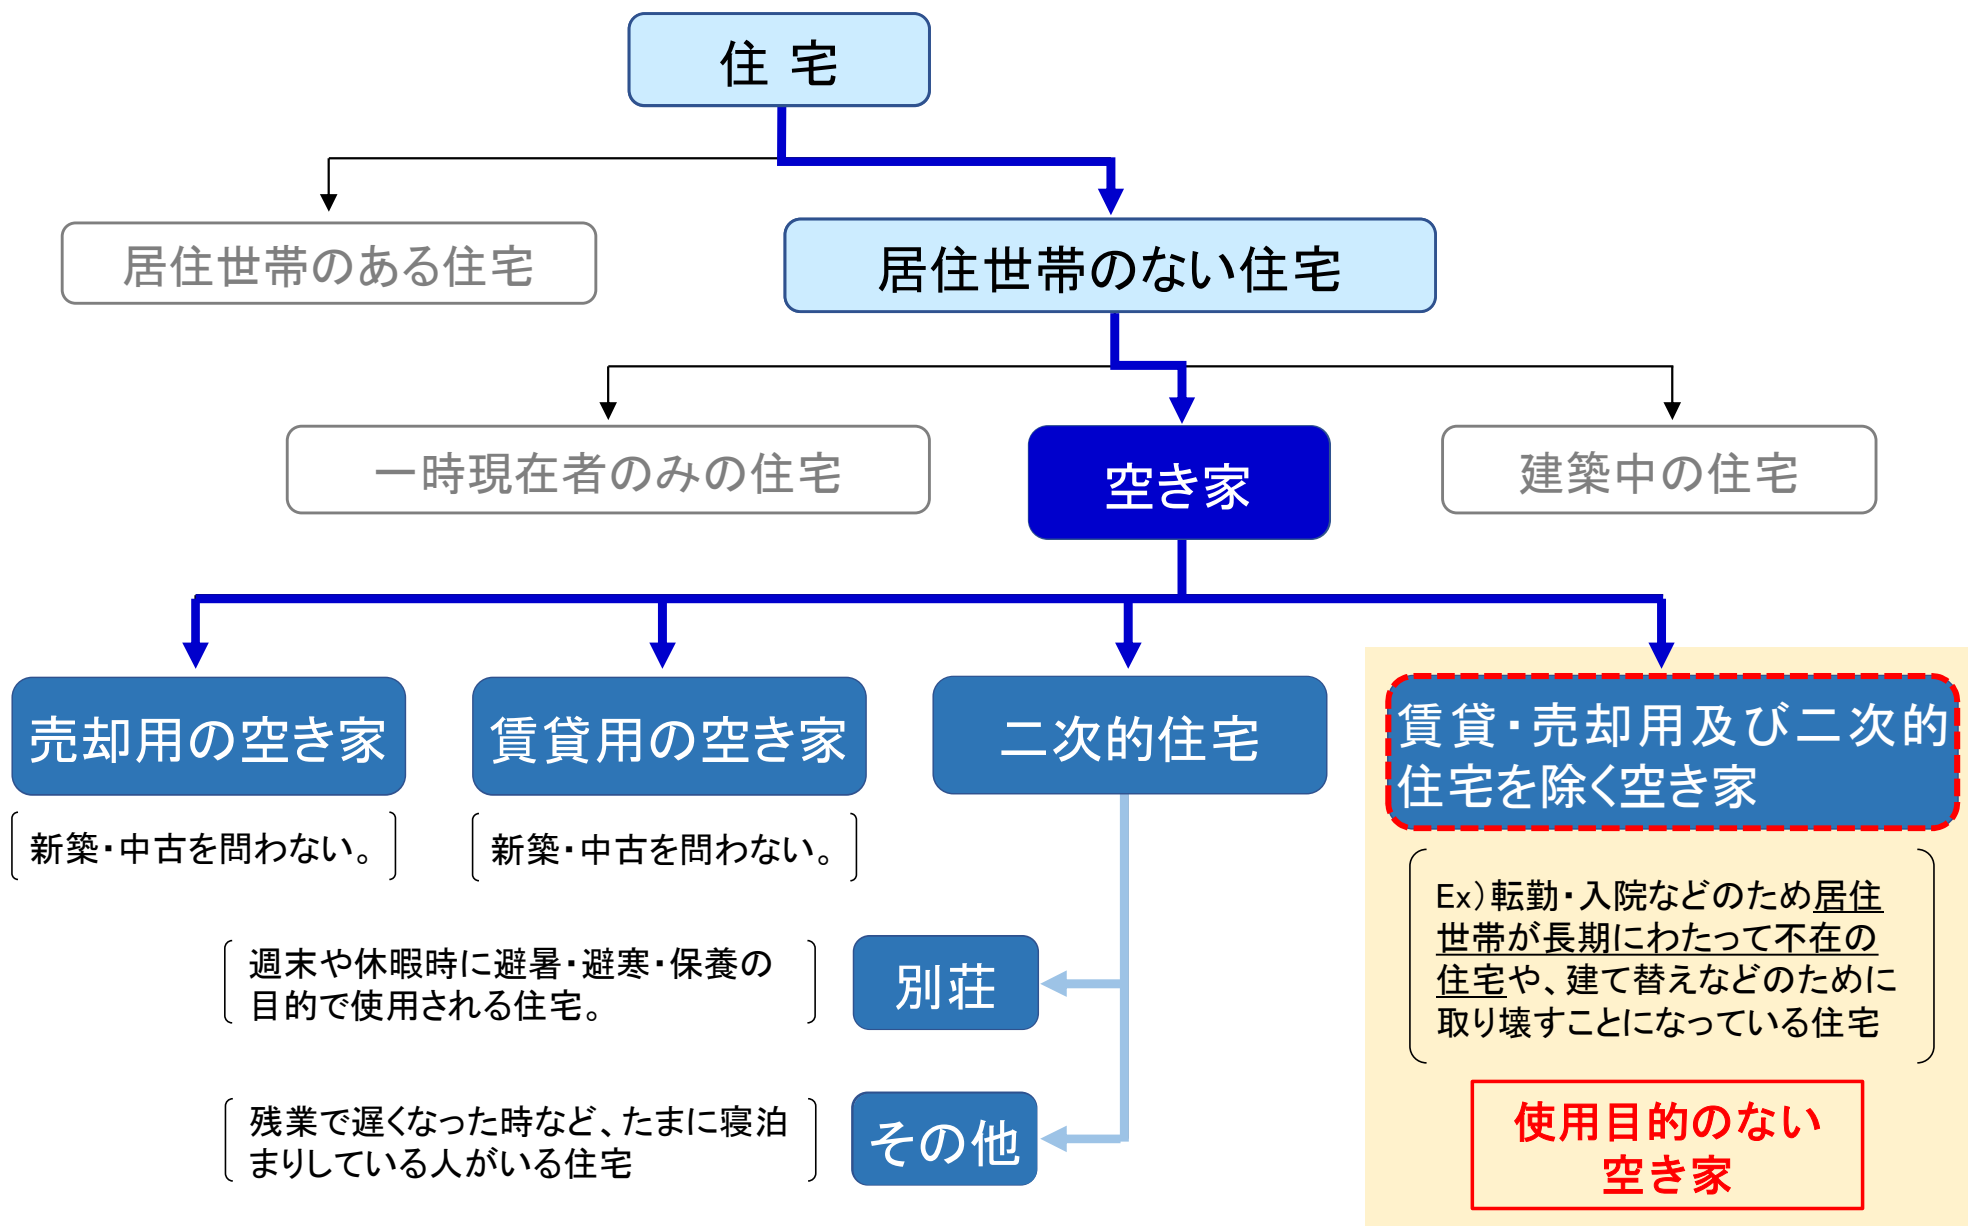 住 宅
居住世帯のある住宅
居住世帯のない住宅
一時現在者のみの住宅
空き家
建築中の住宅
売却用の空き家
新築・中古を問わない。
賃貸用の空き家
新築・中古を問わない。
二次的住宅
賃貸・売却用及び二次的
住宅を除く空き家
Ex）転勤・入院などのため居住
世帯が長期にわたって不在の
住宅や、建て替えなどのために
取り壊すことになっている住宅
週末や休暇時に避暑・避寒・保養の
目的で使用される住宅。
別荘
残業で遅くなった時など、たまに寝泊
まりしている人がいる住宅
その他
使用目的のない
空き家